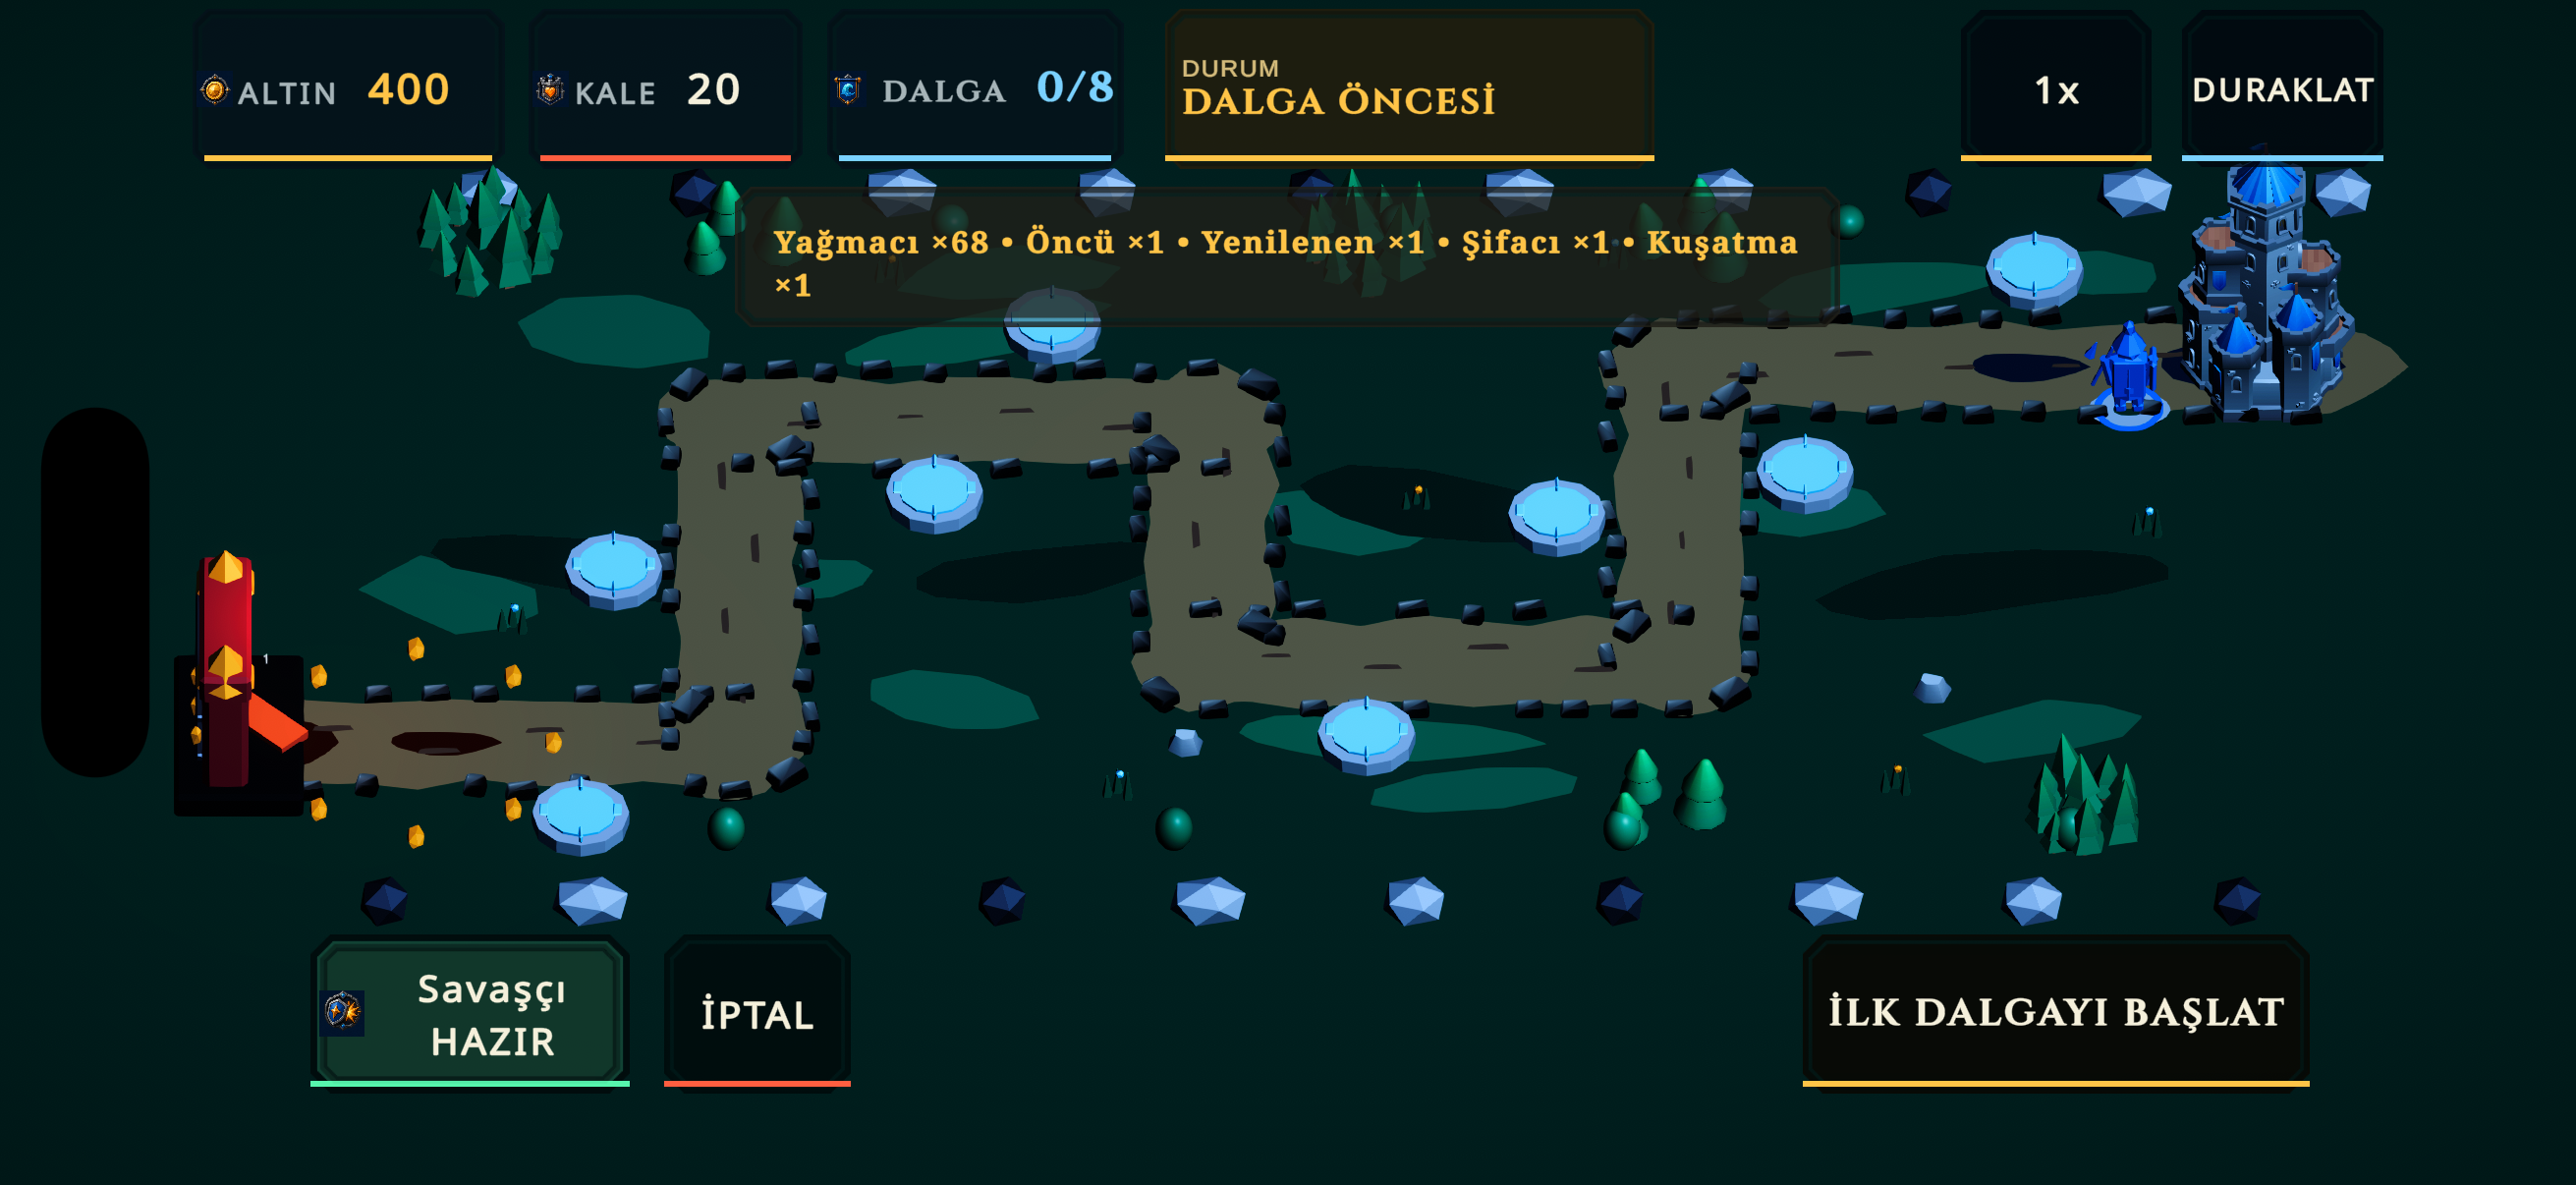 ALTIN 400
KALE 20
DALGA 0/8
DURUM
DALGA ÖNCESİ
1x
DURAKLAT
Yağmacı ×68 • Öncü ×1 • Yenilenen ×1 • Şifacı ×1 • Kuşatma
×1
1
Savaşçı
HAZIR
İPTAL
İLK DALGAYI BAŞLAT